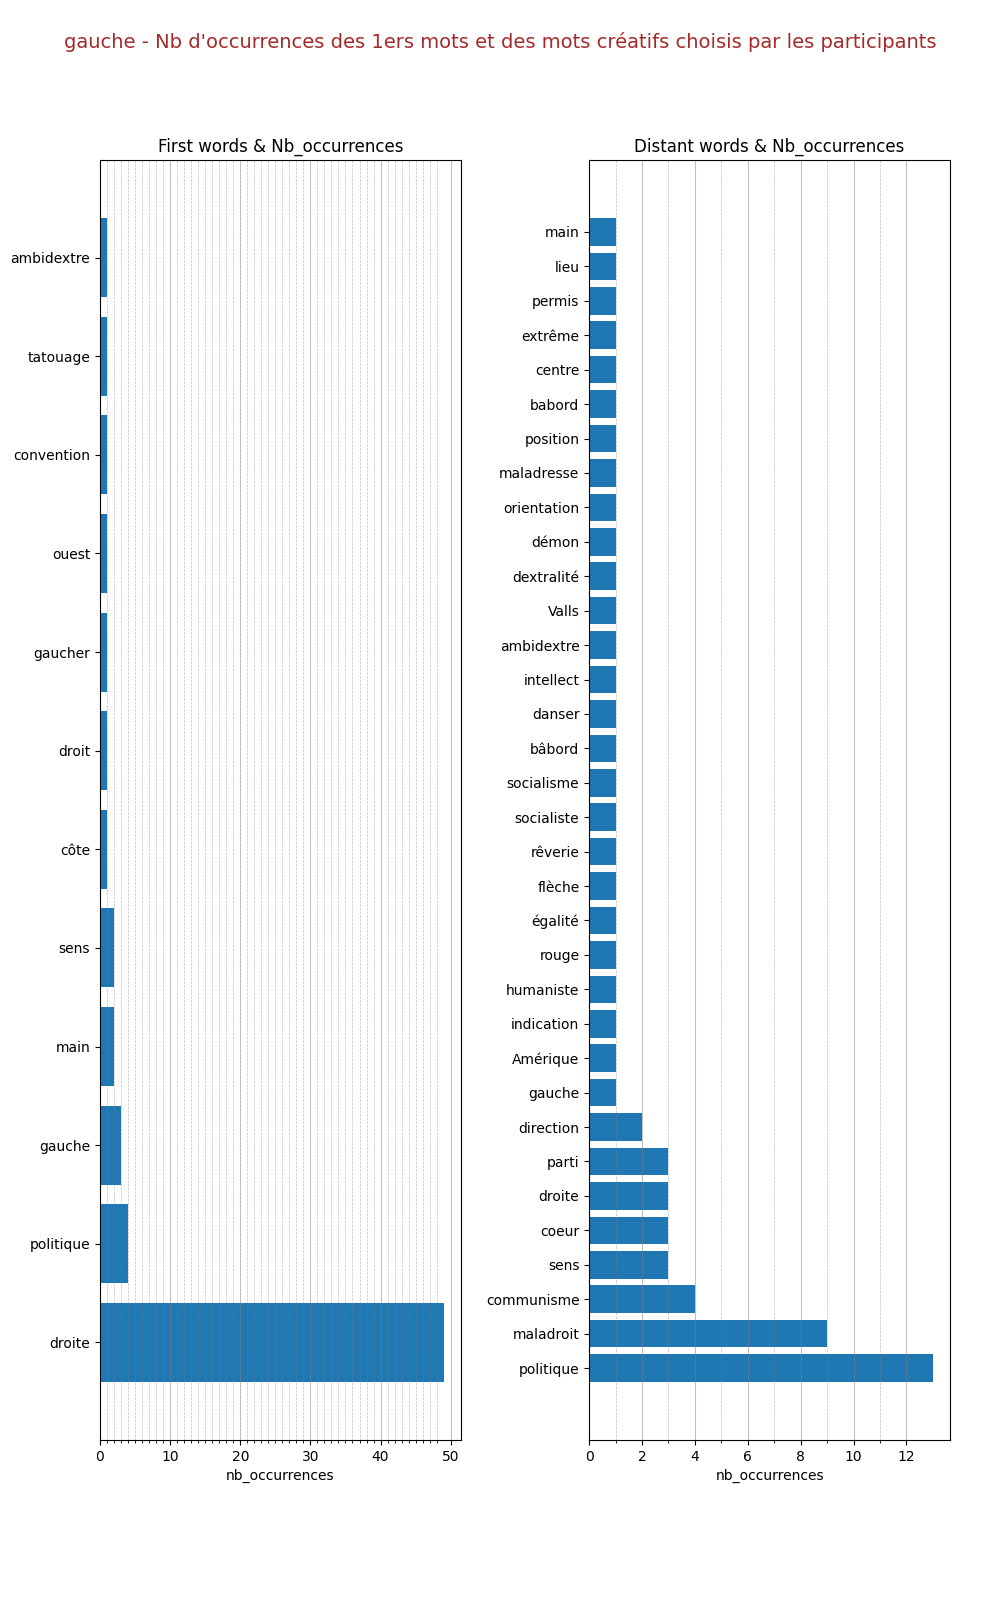 gauche - Nb d'occurrences des 1ers mots et des mots créatifs choisis par les participants
First words & Nb_occurrences
ambidextre
tatouage
convention
ouest
gaucher
droit
côte
sens
main
gauche
politique
droite
0 10 20 30 40 50
nb_occurrences
Distant words & Nb_occurrences
main
lieu
permis
extrême
centre
babord
position
maladresse
orientation
démon
dextralité
Valls
ambidextre
intellect
danser
bâbord
socialisme
socialiste
rêverie
flèche
égalité
rouge
humaniste
indication
Amérique
gauche
direction
parti
droite
coeur
sens
communisme
maladroit
politique
0 2 4 6 8 10 12
nb_occurrences